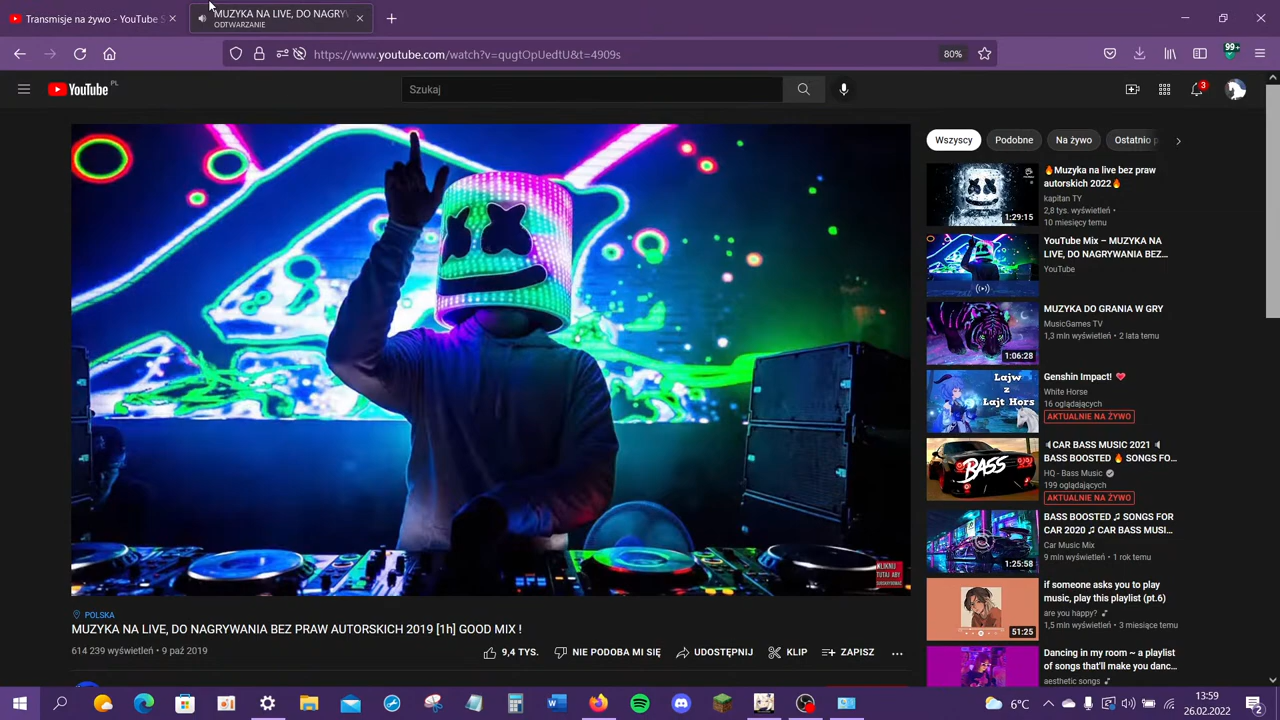 Transmisje na żywo - YouTube S
MUZYKA NA LIVE, DO NAGRYW
ODTWARZANIE
https://www.youtube.com/watch?v=qugtOpUedtU&t=4909s
80%
99+
YouTube PL
Szukaj
3
Wszyscy
Podobne
Na żywo
Ostatnio p
🔥Muzyka na live bez praw
autorskich 2022🔥
kapitan TY
2,8 tys. wyświetleń •
10 miesięcy temu
1:29:15
YouTube Mix – MUZYKA NA
LIVE, DO NAGRYWANIA BEZ...
YouTube
MUZYKA DO GRANIA W GRY
MusicGames TV
1,3 mln wyświetleń • 2 lata temu
1:06:28
Lajw
z
Lajt Hors
Genshin Impact! 💗
White Horse
16 oglądających
AKTUALNIE NA ŻYWO
BASS
🔈CAR BASS MUSIC 2021 🔈
BASS BOOSTED 🔥 SONGS FO...
HQ - Bass Music
199 oglądających
AKTUALNIE NA ŻYWO
BASS BOOSTED ♫ SONGS FOR
CAR 2020 ♫ CAR BASS MUSI...
Car Music Mix
9 mln wyświetleń • 1 rok temu
1:25:58
if someone asks you to play
music, play this playlist (pt.6)
are you happy? ♪
1,5 mln wyświetleń • 3 miesiące temu
51:25
Dancing in my room ~ a playlist
of songs that'll make you danc...
aesthetic songs ♪
KLIKNIJ
TUTAJ ABY
POLSKA
MUZYKA NA LIVE, DO NAGRYWANIA BEZ PRAW AUTORSKICH 2019 [1h] GOOD MIX !
614 239 wyświetleń • 9 paź 2019
9,4 TYS.
NIE PODOBA MI SIĘ
UDOSTĘPNIJ
KLIP
ZAPISZ
6°C
13:59
26.02.2022
2